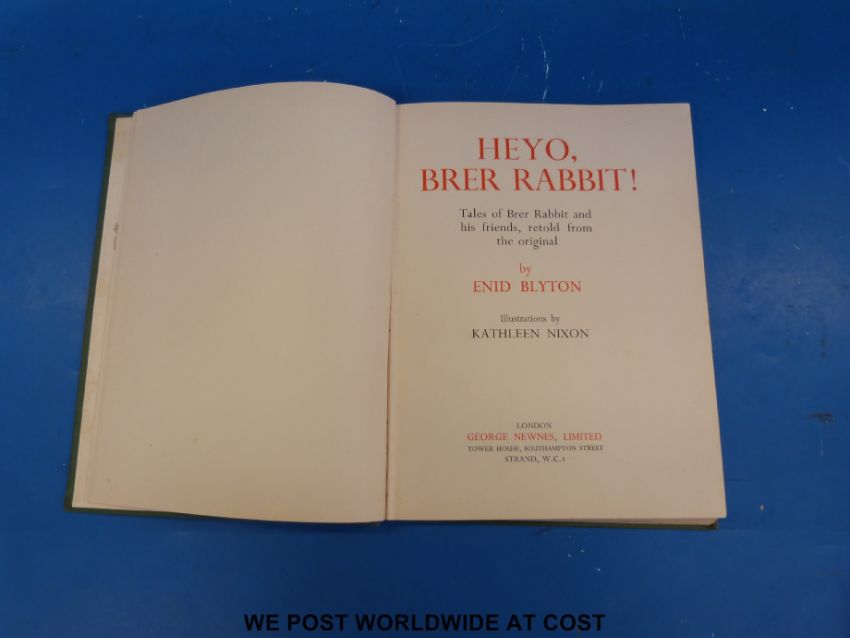 HEYO,
BRER RABBIT!
Tales of Brer Rabbit and
his friends, retold from
the original
by
ENID BLYTON
Illustrations by
KATHLEEN NIXON
LONDON
GEORGE NEWNES, LIMITED
TOWER HOUSE, SOUTHAMPTON STREET
STRAND, W.C.2
WE POST WORLDWIDE AT COST